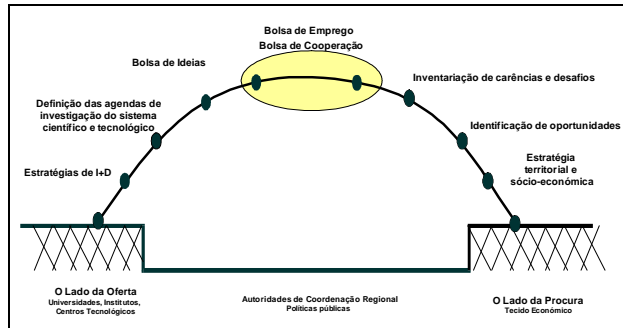 Bolsa de Emprego
Bolsa de Cooperação
Bolsa de Ideias
Inventariação de carências e desafios
Definição das agendas de
investigação do sistema
científico e tecnológico
Identificação de oportunidades
Estratégias de I+D
Estratégia
territorial e
sócio-económica
O Lado da Oferta
Universidades, Institutos,
Centros Tecnológicos
Autoridades de Coordenação Regional
Políticas públicas
O Lado da Procura
Tecido Económico